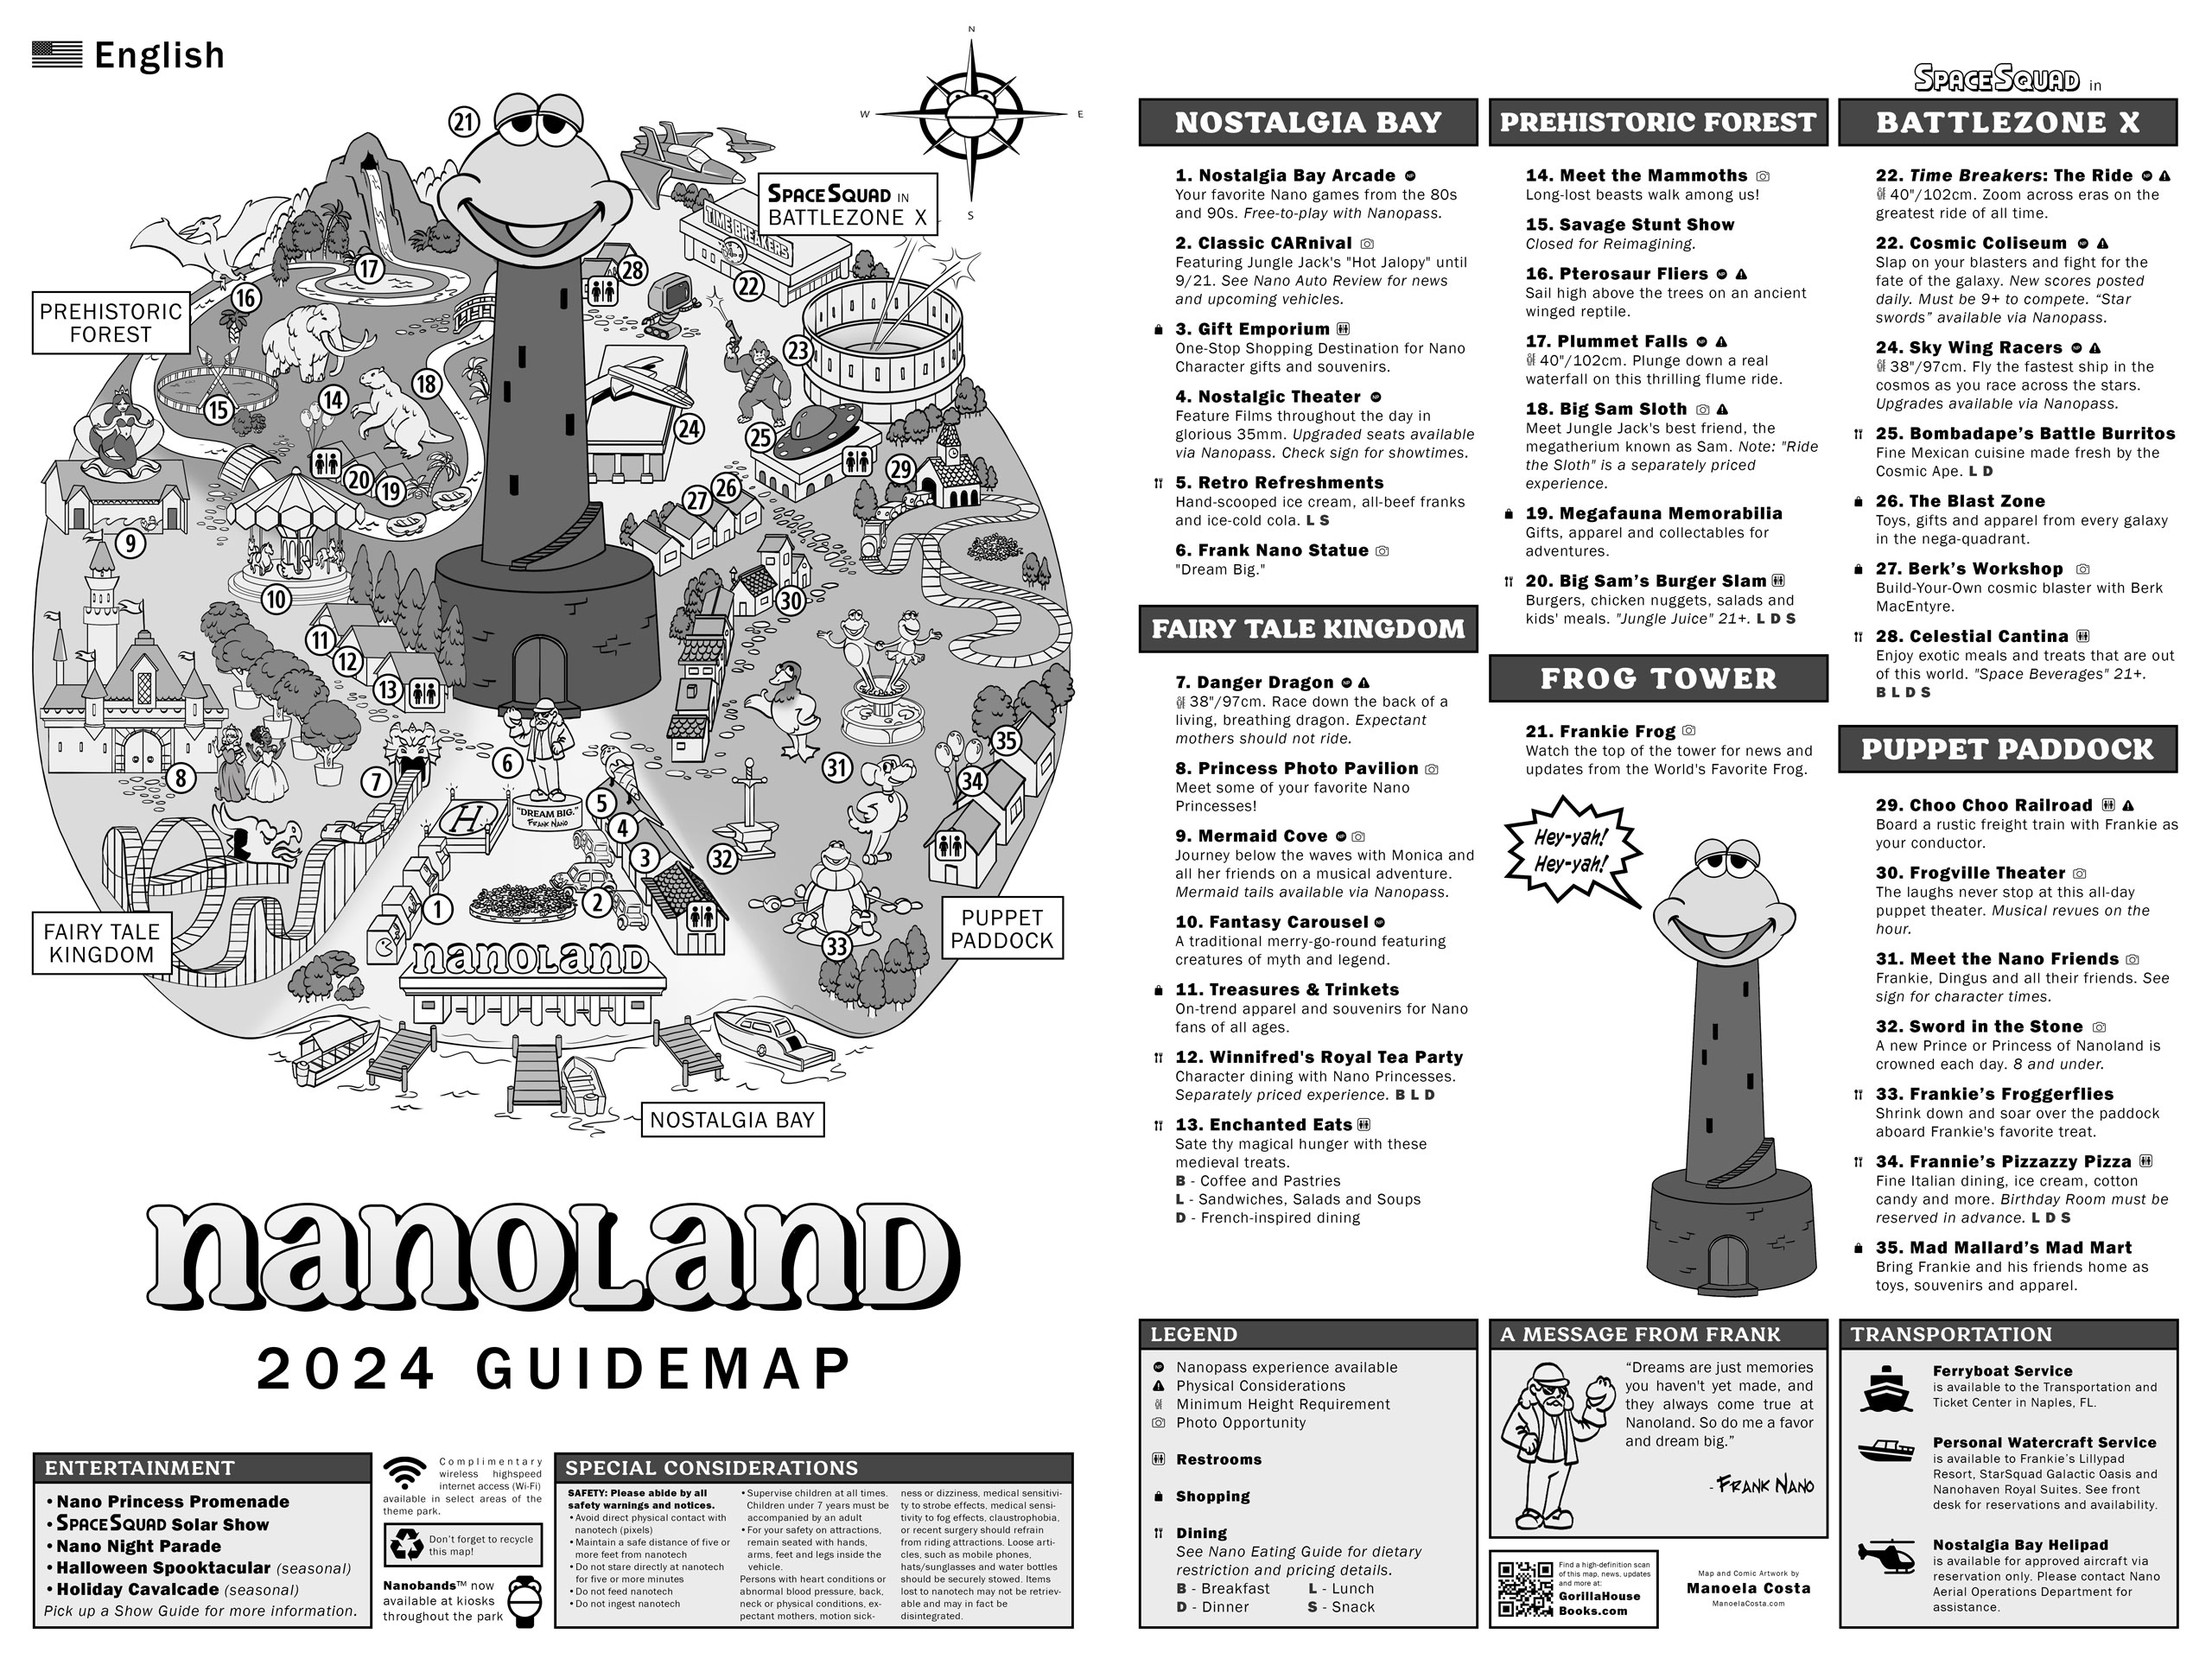 English
N
W
E
S
21
SPACE SQUAD IN
BATTLEZONE X
TIME BREAKERS
17
28
16
22
PREHISTORIC
FOREST
23
18
14
15
24
25
29
20
19
27
26
9
10
30
11
12
13
8
7
6
31
35
34
"DREAM BIG."
FRANK NANO
H
5
4
3
32
2
1
33
FAIRY TALE
KINGDOM
PUPPET
PADDOCK
nanoLanD
NOSTALGIA BAY
nanoLanD
2024 GUIDEMAP
ENTERTAINMENT
• Nano Princess Promenade
• SPACE SQUAD Solar Show
• Nano Night Parade
• Halloween Spooktacular (seasonal)
• Holiday Cavalcade (seasonal)
Pick up a Show Guide for more information.
Complimentary
wireless highspeed
internet access (Wi-Fi)
available in select areas of the
theme park.
Don't forget to recycle
this map!
Nanobands™ now
available at kiosks
throughout the park
SPECIAL CONSIDERATIONS
SAFETY: Please abide by all
safety warnings and notices.
• Avoid direct physical contact with
nanotech (pixels)
• Maintain a safe distance of five or
more feet from nanotech
• Do not stare directly at nanotech
for five or more minutes
• Do not feed nanotech
• Do not ingest nanotech
• Supervise children at all times.
Children under 7 years must be
accompanied by an adult
• For your safety on attractions,
remain seated with hands,
arms, feet and legs inside the
vehicle.
Persons with heart conditions or
abnormal blood pressure, back,
neck or physical conditions, ex-
pectant mothers, motion sick-
ness or dizziness, medical sensitivi-
ty to strobe effects, medical sensi-
tivity to fog effects, claustrophobia,
or recent surgery should refrain
from riding attractions. Loose arti-
cles, such as mobile phones,
hats/sunglasses and water bottles
should be securely stowed. Items
lost to nanotech may not be retriev-
able and may in fact be
disintegrated.
NOSTALGIA BAY
1. Nostalgia Bay Arcade NP
Your favorite Nano games from the 80s
and 90s. Free-to-play with Nanopass.
2. Classic CARnival
Featuring Jungle Jack's "Hot Jalopy" until
9/21. See Nano Auto Review for news
and upcoming vehicles.
3. Gift Emporium
One-Stop Shopping Destination for Nano
Character gifts and souvenirs.
4. Nostalgic Theater NP
Feature Films throughout the day in
glorious 35mm. Upgraded seats available
via Nanopass. Check sign for showtimes.
5. Retro Refreshments
Hand-scooped ice cream, all-beef franks
and ice-cold cola. L S
6. Frank Nano Statue
"Dream Big."
FAIRY TALE KINGDOM
7. Danger Dragon NP
38"/97cm. Race down the back of a
living, breathing dragon. Expectant
mothers should not ride.
8. Princess Photo Pavilion
Meet some of your favorite Nano
Princesses!
9. Mermaid Cove NP
Journey below the waves with Monica and
all her friends on a musical adventure.
Mermaid tails available via Nanopass.
10. Fantasy Carousel NP
A traditional merry-go-round featuring
creatures of myth and legend.
11. Treasures & Trinkets
On-trend apparel and souvenirs for Nano
fans of all ages.
12. Winnifred's Royal Tea Party
Character dining with Nano Princesses.
Separately priced experience. B L D
13. Enchanted Eats
Sate thy magical hunger with these
medieval treats.
B - Coffee and Pastries
L - Sandwiches, Salads and Soups
D - French-inspired dining
PREHISTORIC FOREST
14. Meet the Mammoths
Long-lost beasts walk among us!
15. Savage Stunt Show
Closed for Reimagining.
16. Pterosaur Fliers NP
Sail high above the trees on an ancient
winged reptile.
17. Plummet Falls NP
40"/102cm. Plunge down a real
waterfall on this thrilling flume ride.
18. Big Sam Sloth
Meet Jungle Jack's best friend, the
megatherium known as Sam. Note: "Ride
the Sloth" is a separately priced
experience.
19. Megafauna Memorabilia
Gifts, apparel and collectables for
adventures.
20. Big Sam's Burger Slam
Burgers, chicken nuggets, salads and
kids' meals. "Jungle Juice" 21+. L D S
FROG TOWER
21. Frankie Frog
Watch the top of the tower for news and
updates from the World's Favorite Frog.
Hey-yah!
Hey-yah!
SPACE SQUAD in
BATTLEZONE X
22. Time Breakers: The Ride NP
40"/102cm. Zoom across eras on the
greatest ride of all time.
22. Cosmic Coliseum NP
Slap on your blasters and fight for the
fate of the galaxy. New scores posted
daily. Must be 9+ to compete. "Star
swords" available via Nanopass.
24. Sky Wing Racers NP
38"/97cm. Fly the fastest ship in the
cosmos as you race across the stars.
Upgrades available via Nanopass.
25. Bombadape's Battle Burritos
Fine Mexican cuisine made fresh by the
Cosmic Ape. L D
26. The Blast Zone
Toys, gifts and apparel from every galaxy
in the nega-quadrant.
27. Berk's Workshop
Build-Your-Own cosmic blaster with Berk
MacEntyre.
28. Celestial Cantina
Enjoy exotic meals and treats that are out
of this world. "Space Beverages" 21+.
B L D S
PUPPET PADDOCK
29. Choo Choo Railroad
Board a rustic freight train with Frankie as
your conductor.
30. Frogville Theater
The laughs never stop at this all-day
puppet theater. Musical revues on the
hour.
31. Meet the Nano Friends
Frankie, Dingus and all their friends. See
sign for character times.
32. Sword in the Stone
A new Prince or Princess of Nanoland is
crowned each day. 8 and under.
33. Frankie's Froggerflies
Shrink down and soar over the paddock
aboard Frankie's favorite treat.
34. Frannie's Pizzazzy Pizza
Fine Italian dining, ice cream, cotton
candy and more. Birthday Room must be
reserved in advance. L D S
35. Mad Mallard's Mad Mart
Bring Frankie and his friends home as
toys, souvenirs and apparel.
LEGEND
NP Nanopass experience available
Physical Considerations
Minimum Height Requirement
Photo Opportunity
Restrooms
Shopping
Dining
See Nano Eating Guide for dietary
restriction and pricing details.
B - Breakfast L - Lunch
D - Dinner S - Snack
A MESSAGE FROM FRANK
"Dreams are just memories
you haven't yet made, and
they always come true at
Nanoland. So do me a favor
and dream big."
- FRANK NANO
Find a high-definition scan
of this map, news, updates
and more at:
GorillaHouse
Books.com
Map and Comic Artwork by
Manoela Costa
ManoelaCosta.com
TRANSPORTATION
Ferryboat Service
is available to the Transportation and
Ticket Center in Naples, FL.
Personal Watercraft Service
is available to Frankie's Lillypad
Resort, StarSquad Galactic Oasis and
Nanohaven Royal Suites. See front
desk for reservations and availability.
Nostalgia Bay Helipad
is available for approved aircraft via
reservation only. Please contact Nano
Aerial Operations Department for
assistance.